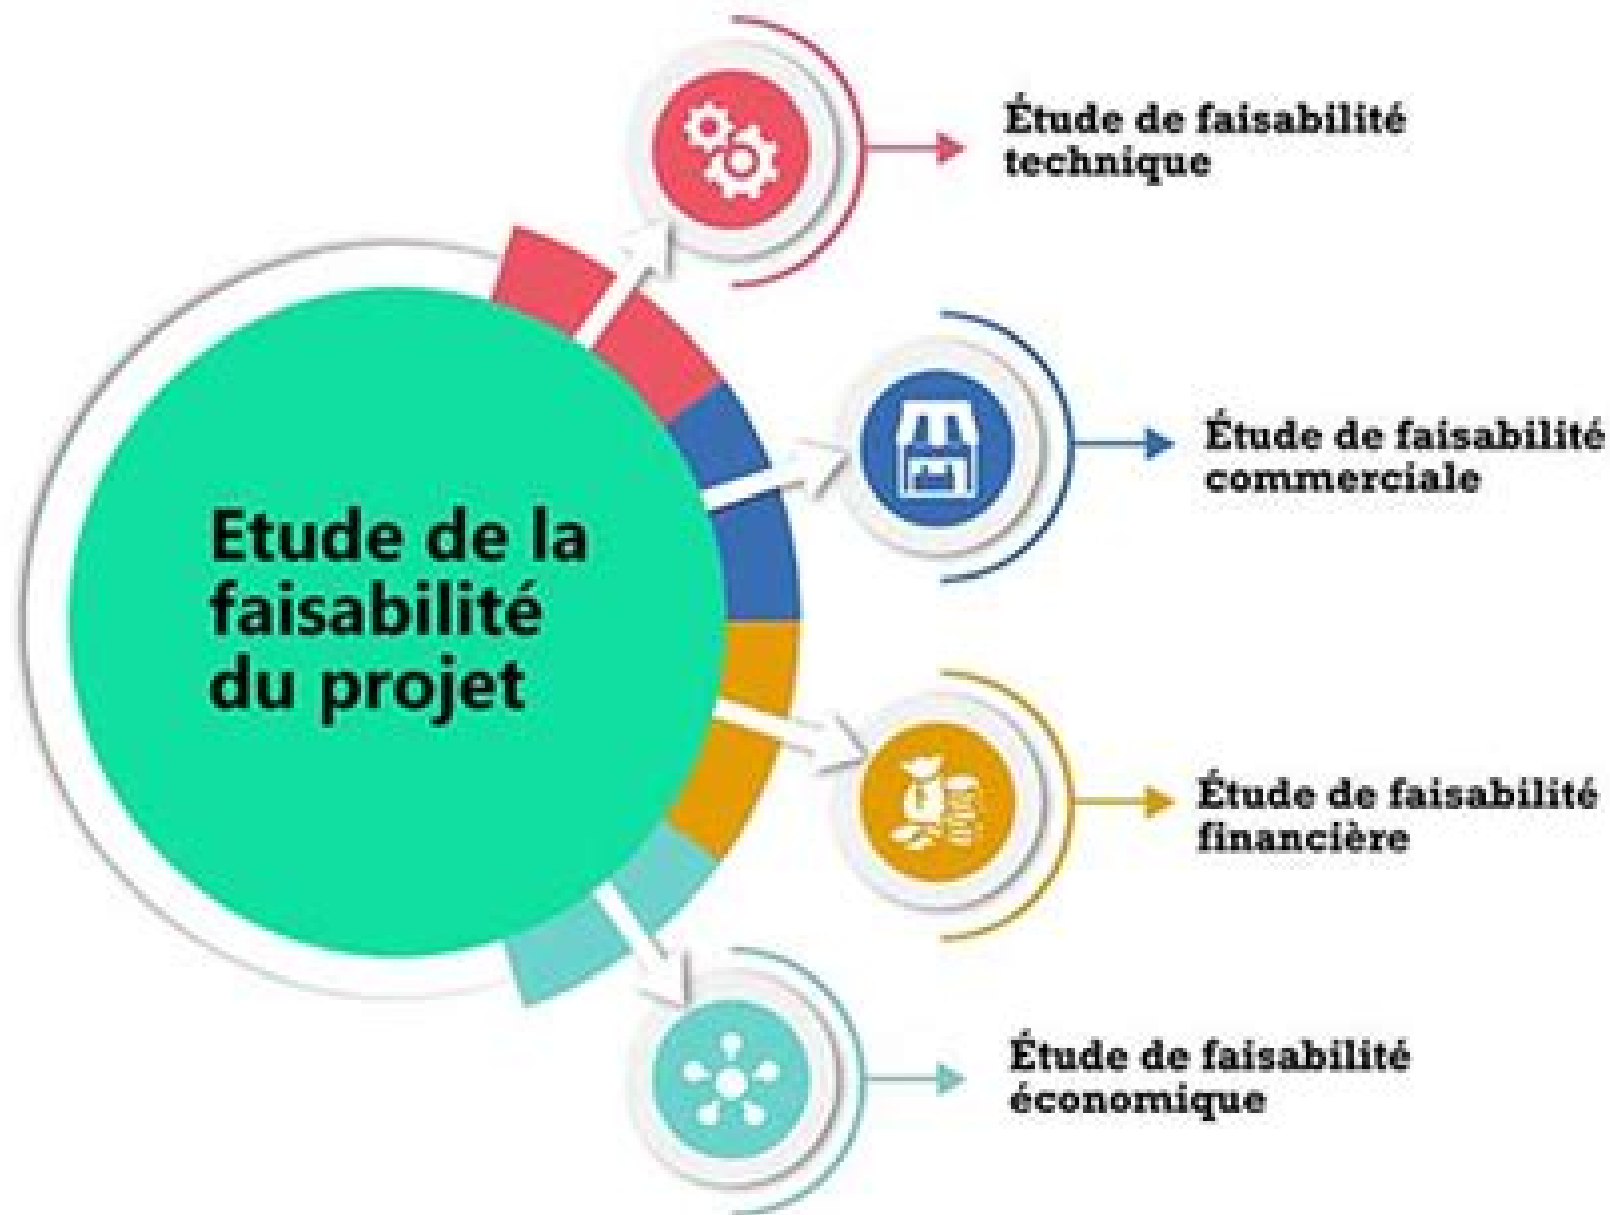 Etude de la
faisabilité
du projet
Étude de faisabilité
technique
Étude de faisabilité
commerciale
Étude de faisabilité
financière
Étude de faisabilité
économique